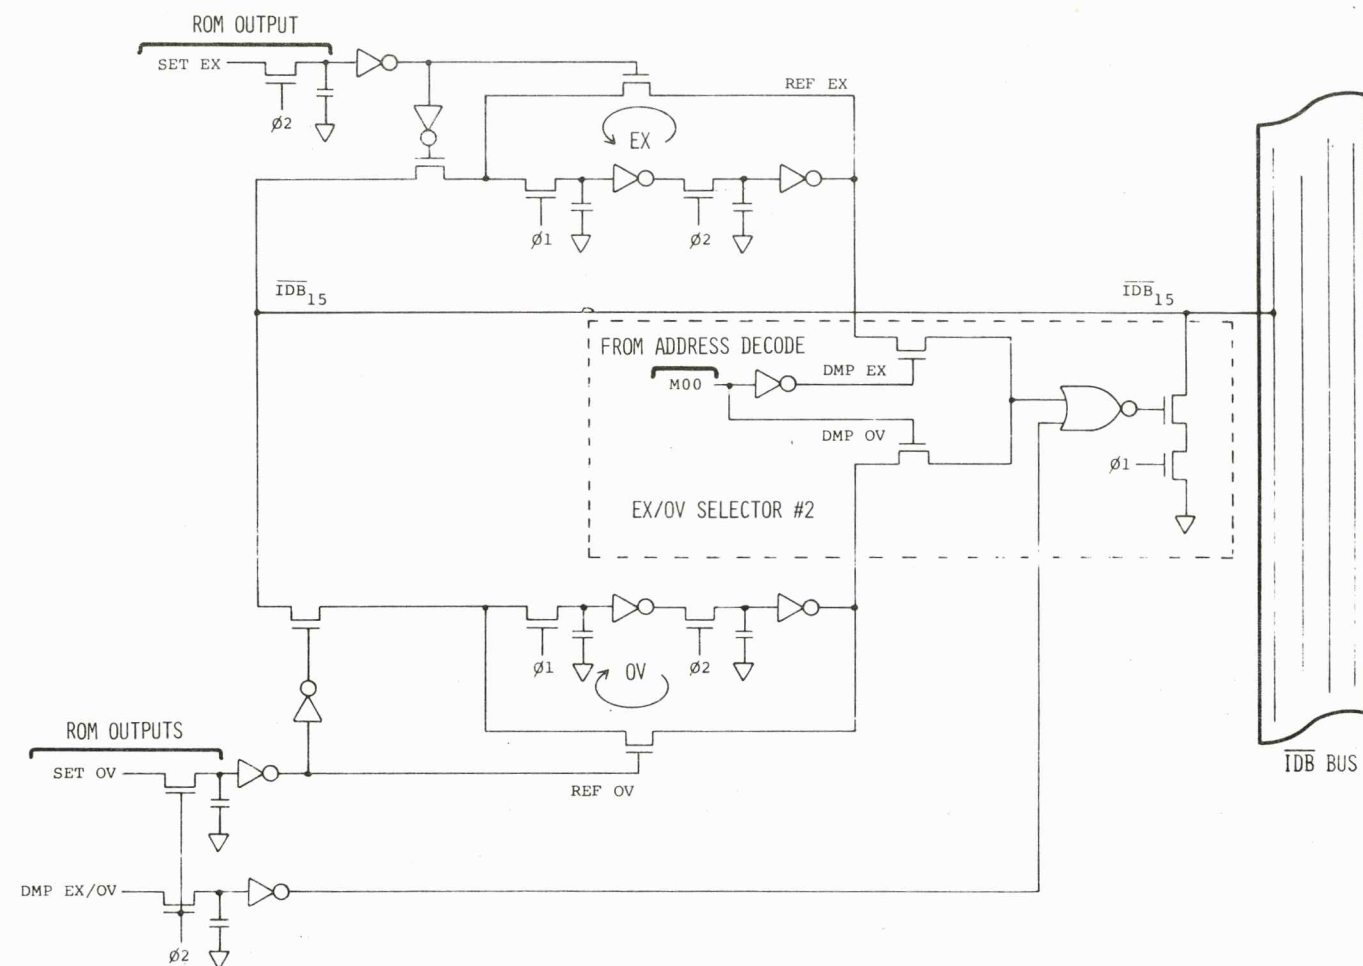 ROM OUTPUT
SET EX
REF EX
Ø2
EX
Ø1
Ø2
IDB15
IDB15
FROM ADDRESS DECODE
M00
DMP EX
DMP OV
Ø1
EX/OV SELECTOR #2
Ø1
Ø2
OV
ROM OUTPUTS
SET OV
REF OV
IDB BUS
DMP EX/OV
Ø2